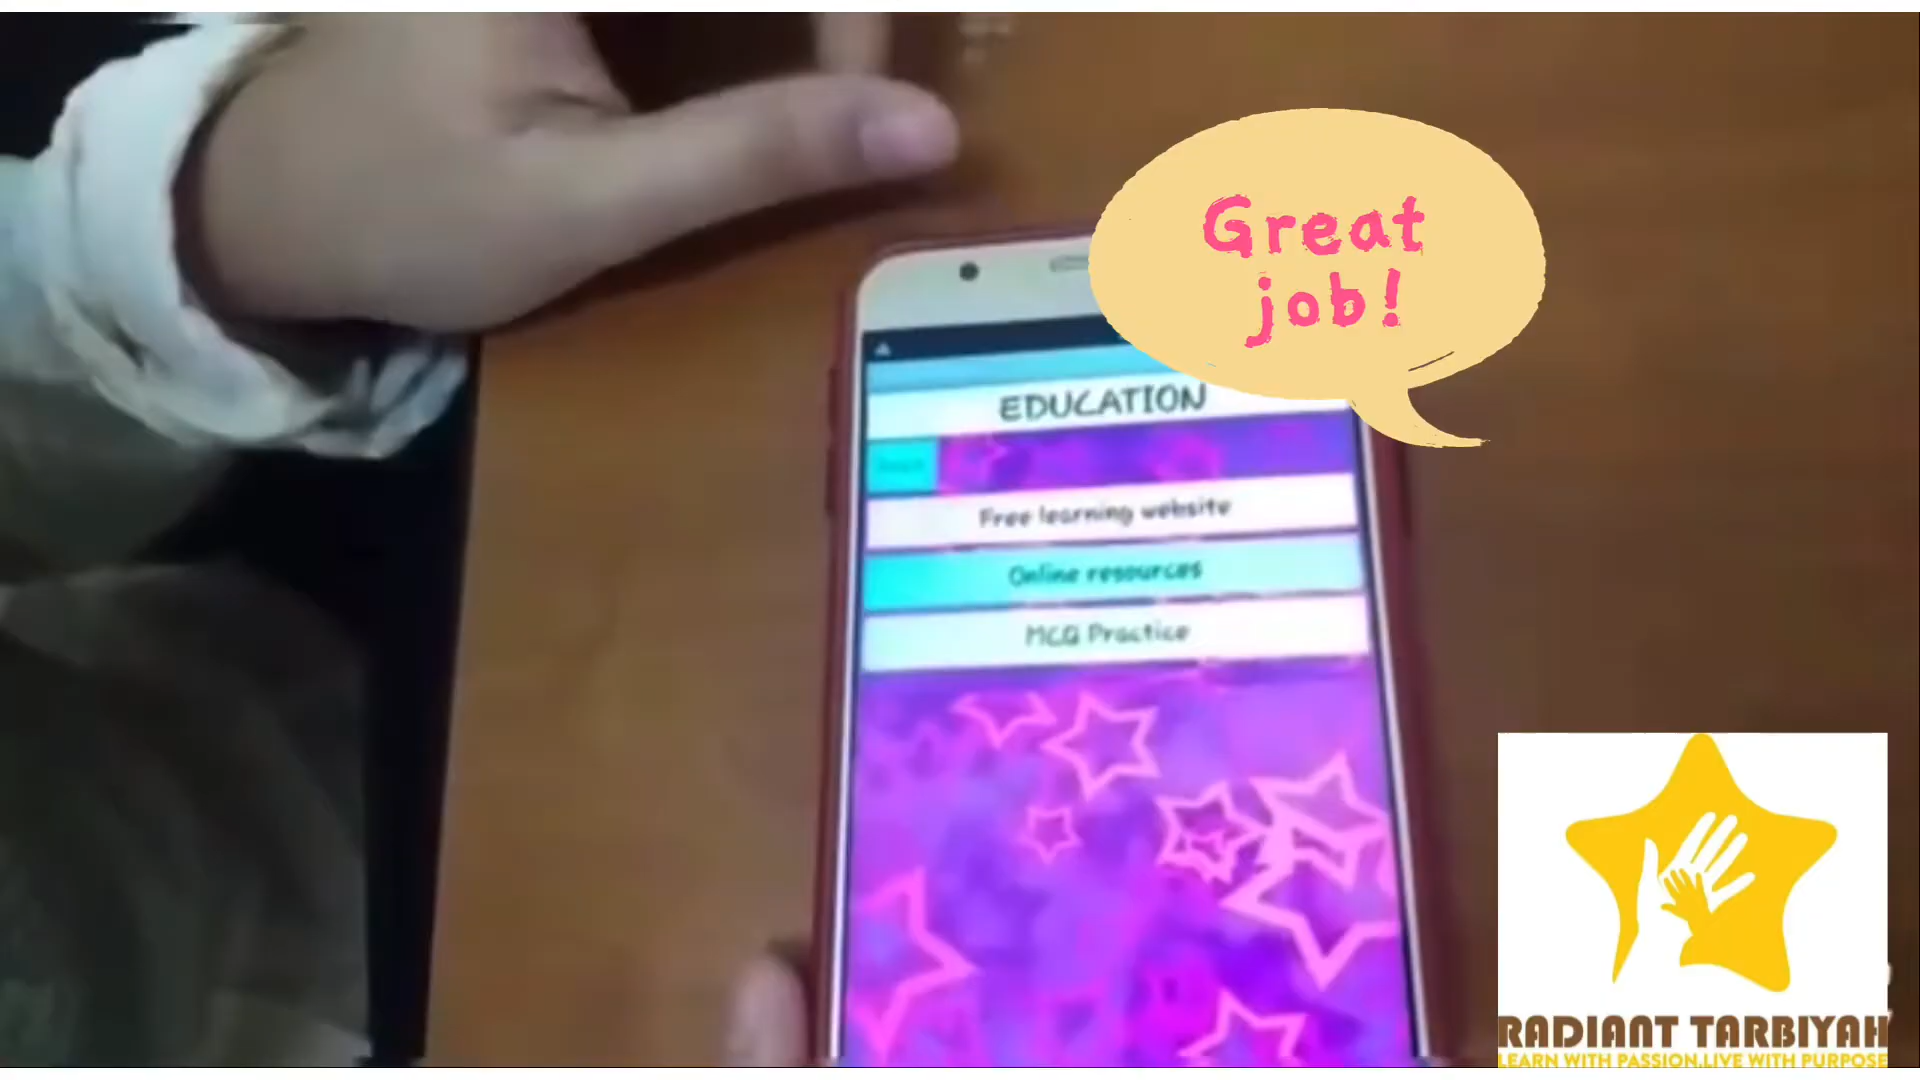 Great
job!
EDUCATION
Free learning website
Online resources
MCQ Practice
RADIANT TARBIYAH
LEARN WITH PASSION,LIVE WITH PURPOSE